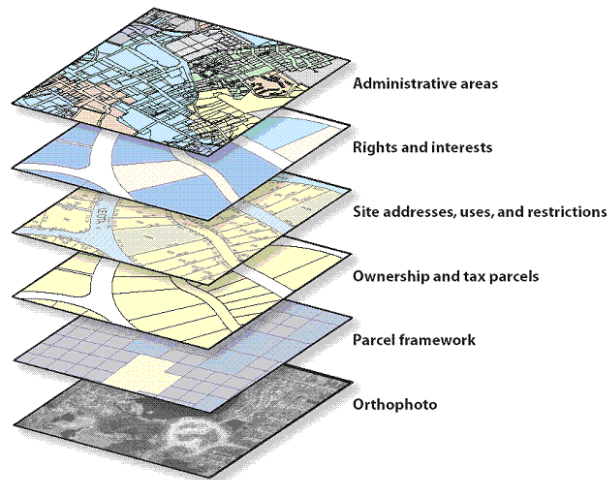 Administrative areas
Rights and interests
Site addresses, uses, and restrictions
Ownership and tax parcels
Parcel framework
Orthophoto